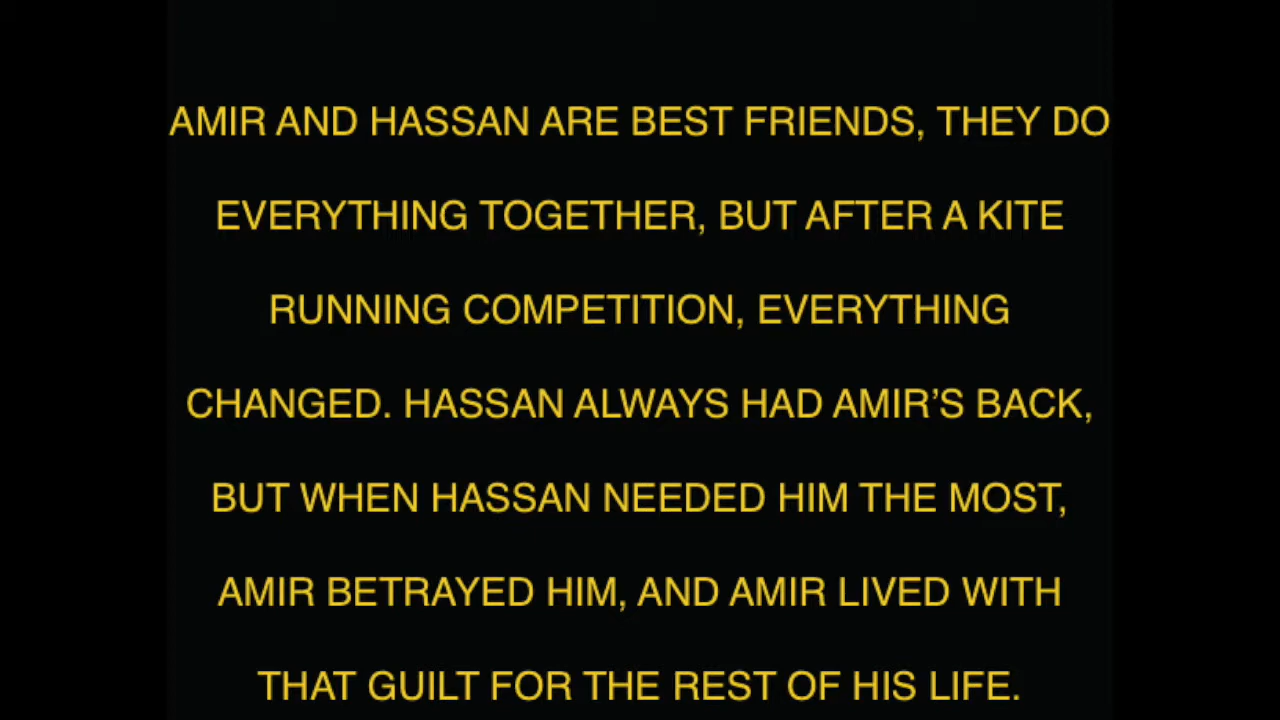 AMIR AND HASSAN ARE BEST FRIENDS, THEY DO
EVERYTHING TOGETHER, BUT AFTER A KITE
RUNNING COMPETITION, EVERYTHING
CHANGED. HASSAN ALWAYS HAD AMIR’S BACK,
BUT WHEN HASSAN NEEDED HIM THE MOST,
AMIR BETRAYED HIM, AND AMIR LIVED WITH
THAT GUILT FOR THE REST OF HIS LIFE.